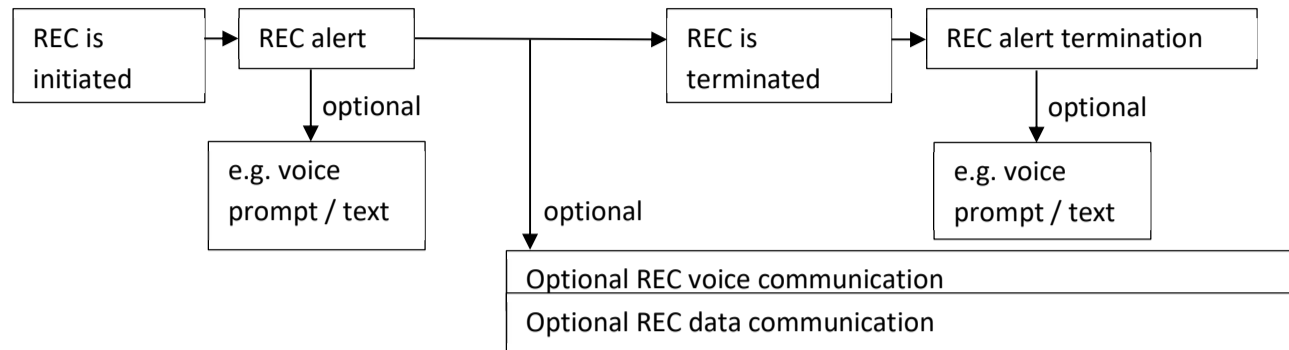 REC is
initiated
REC alert
REC is
terminated
REC alert termination
optional
optional
e.g. voice
prompt / text
e.g. voice
prompt / text
optional
Optional REC voice communication
Optional REC data communication